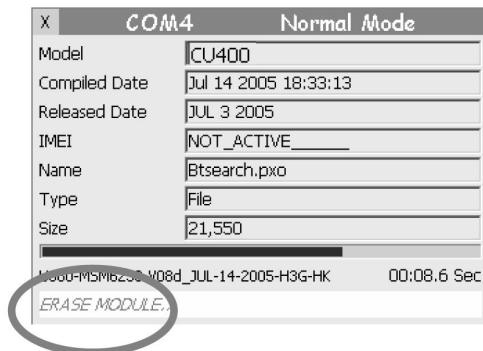 X COM4 Normal Mode
Model CU400
Compiled Date Jul 14 2005 18:33:13
Released Date JUL 3 2005
IMEI NOT_ACTIVE______
Name Btsearch.pxo
Type File
Size 21,550
V08d_JUL-14-2005-H3G-HK 00:08.6 Sec
ERASE MODULE..